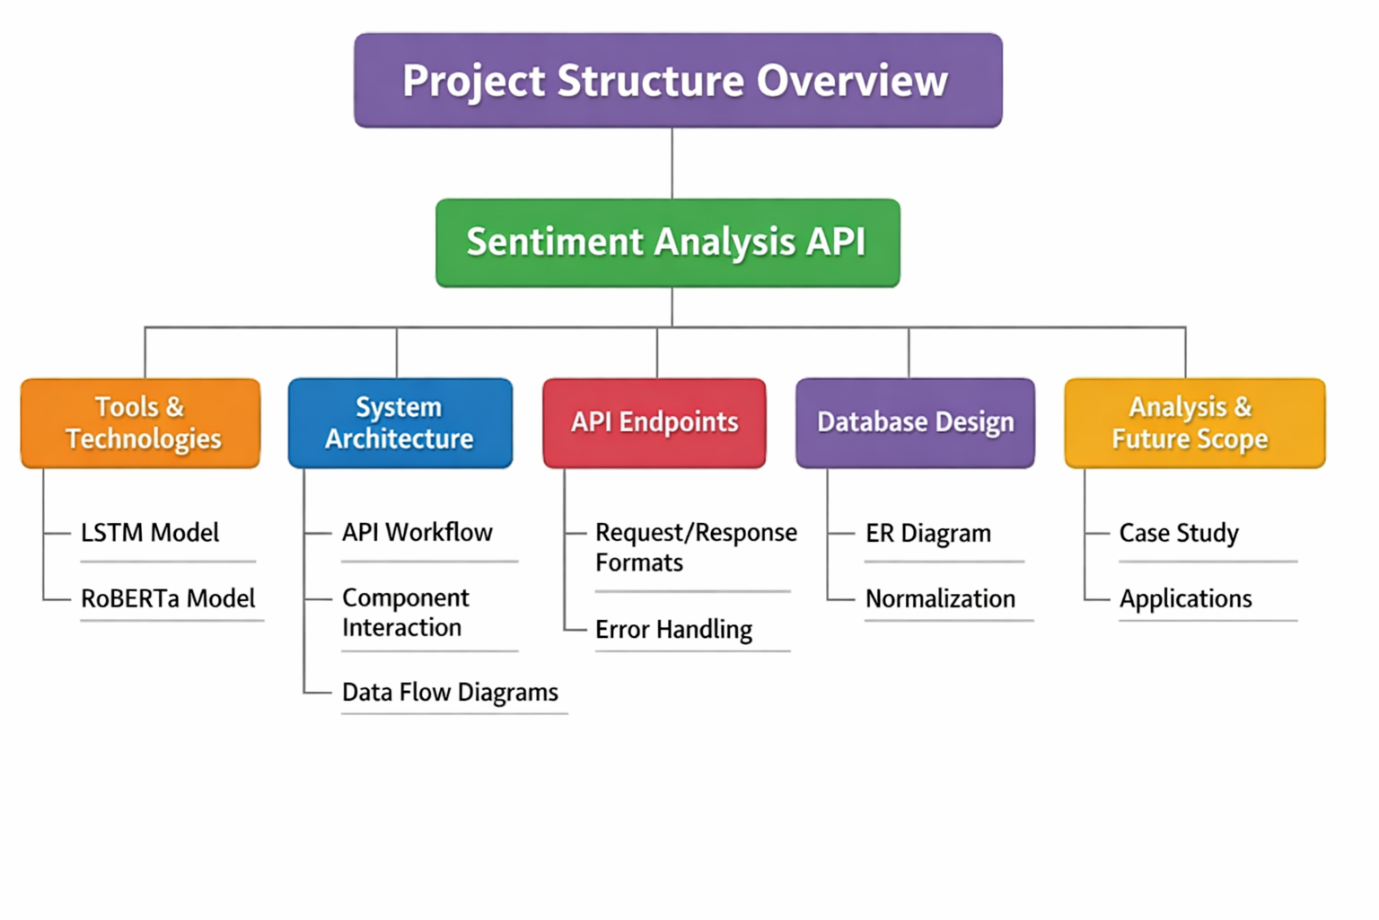 Project Structure Overview
Sentiment Analysis API
Tools &
Technologies
LSTM Model
RoBERTa Model
System
Architecture
API Workflow
Component
Interaction
Data Flow Diagrams
API Endpoints
Request/Response
Formats
Error Handling
Database Design
ER Diagram
Normalization
Analysis &
Future Scope
Case Study
Applications